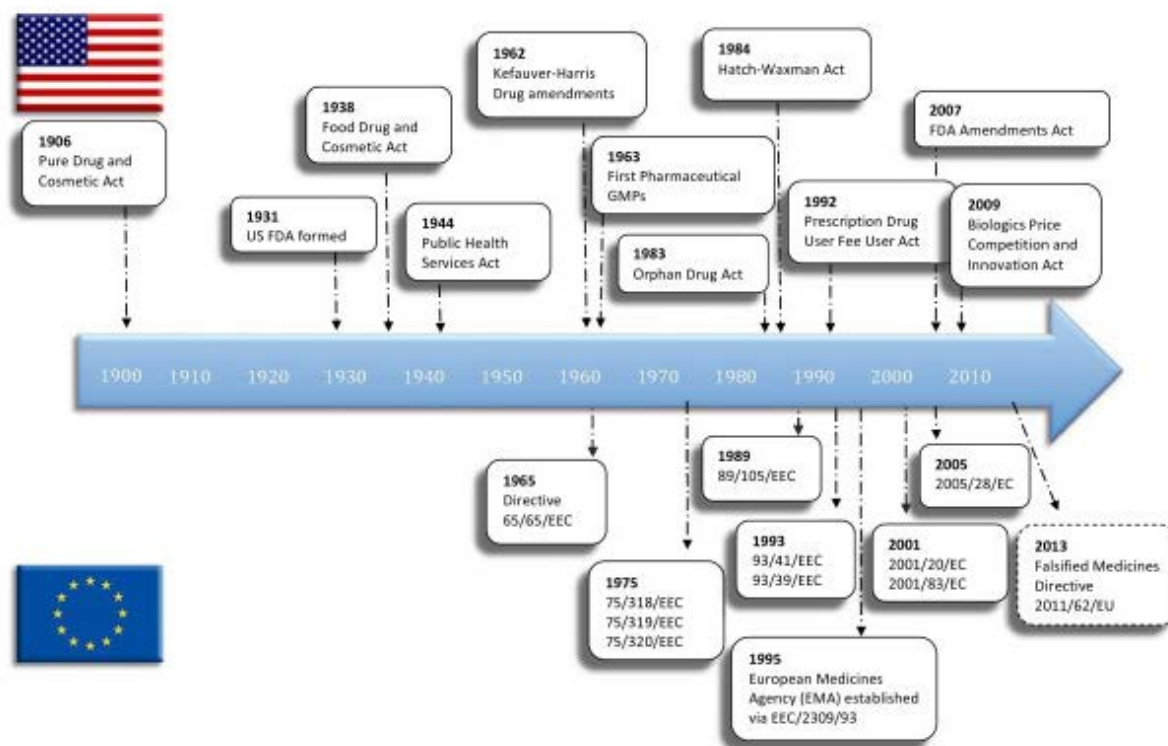 1906
Pure Drug and
Cosmetic Act
1931
US FDA formed
1938
Food Drug and
Cosmetic Act
1944
Public Health
Services Act
1962
Kefauver-Harris
Drug amendments
1963
First Pharmaceutical
GMPs
1983
Orphan Drug Act
1984
Hatch-Waxman Act
1992
Prescription Drug
User Fee User Act
2007
FDA Amendments Act
2009
Biologics Price
Competition and
Innovation Act
1900 1910 1920 1930 1940 1950 1960 1970 1980 1990 2000 2010
1965
Directive
65/65/EEC
1975
75/318/EEC
75/319/EEC
75/320/EEC
1989
89/105/EEC
1993
93/41/EEC
93/39/EEC
1995
European Medicines
Agency (EMA) established
via EEC/2309/93
2001
2001/20/EC
2001/83/EC
2005
2005/28/EC
2013
Falsified Medicines
Directive
2011/62/EU